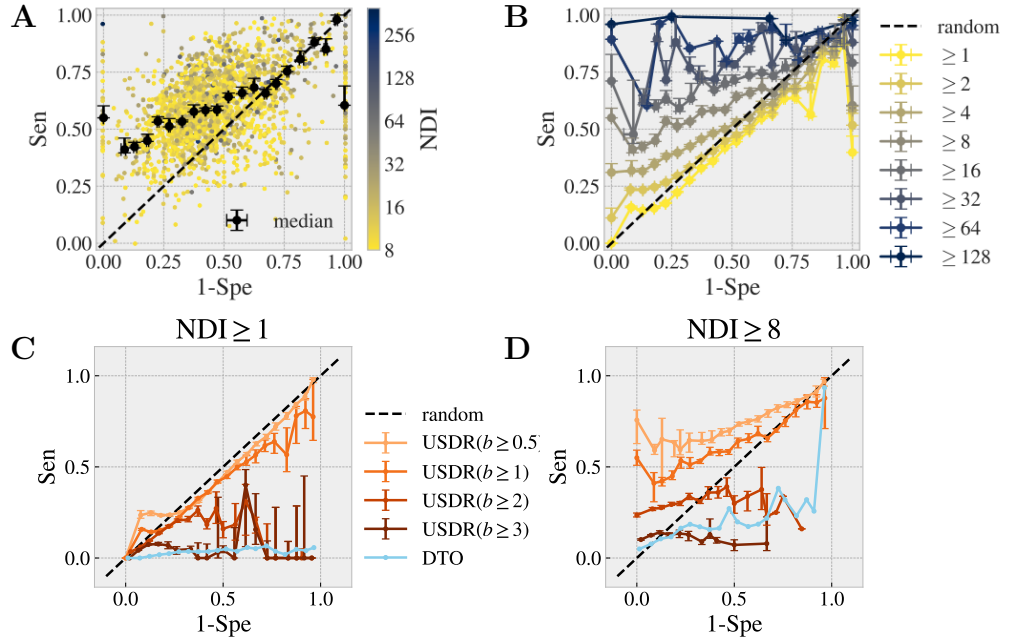 A
1.00
0.75
0.50
0.25
0.00
Sen
0.00 0.25 0.50 0.75 1.00
1-Spe
median
256
128
64
32
16
8
NDI
B
1.00
0.75
0.50
0.25
0.00
Sen
0.00 0.25 0.50 0.75 1.00
1-Spe
random
≥ 1
≥ 2
≥ 4
≥ 8
≥ 16
≥ 32
≥ 64
≥ 128
C
NDI ≥ 1
1.0
0.5
0.0
Sen
0.0 0.5 1.0
1-Spe
random
USDR(b ≥ 0.5)
USDR(b ≥ 1)
USDR(b ≥ 2)
USDR(b ≥ 3)
DTO
D
NDI ≥ 8
1.0
0.5
0.0
Sen
0.0 0.5 1.0
1-Spe